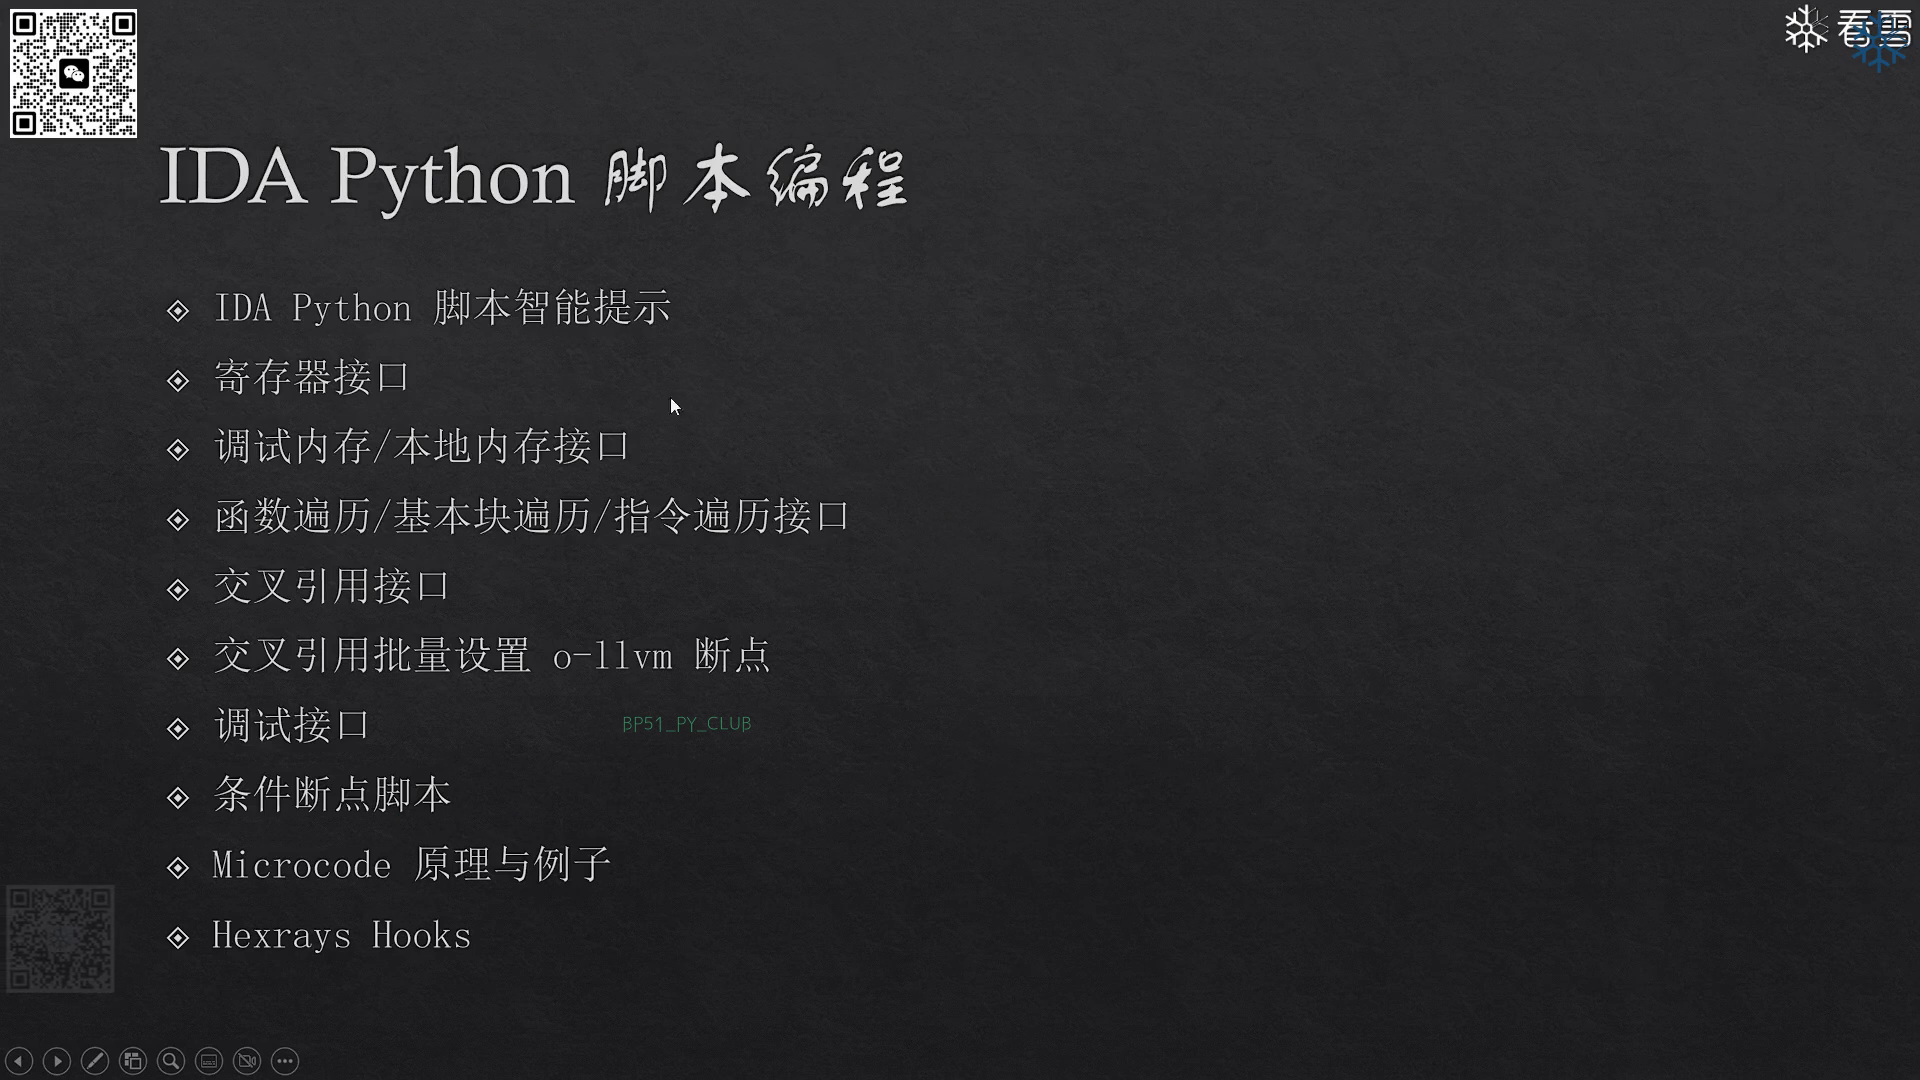 看雪
IDA Python 脚本编程
IDA Python 脚本智能提示
寄存器接口
调试内存/本地内存接口
函数遍历/基本块遍历/指令遍历接口
交叉引用接口
交叉引用批量设置 o-llvm 断点
调试接口
BP51_PY_CLUB
条件断点脚本
Microcode 原理与例子
Hexrays Hooks